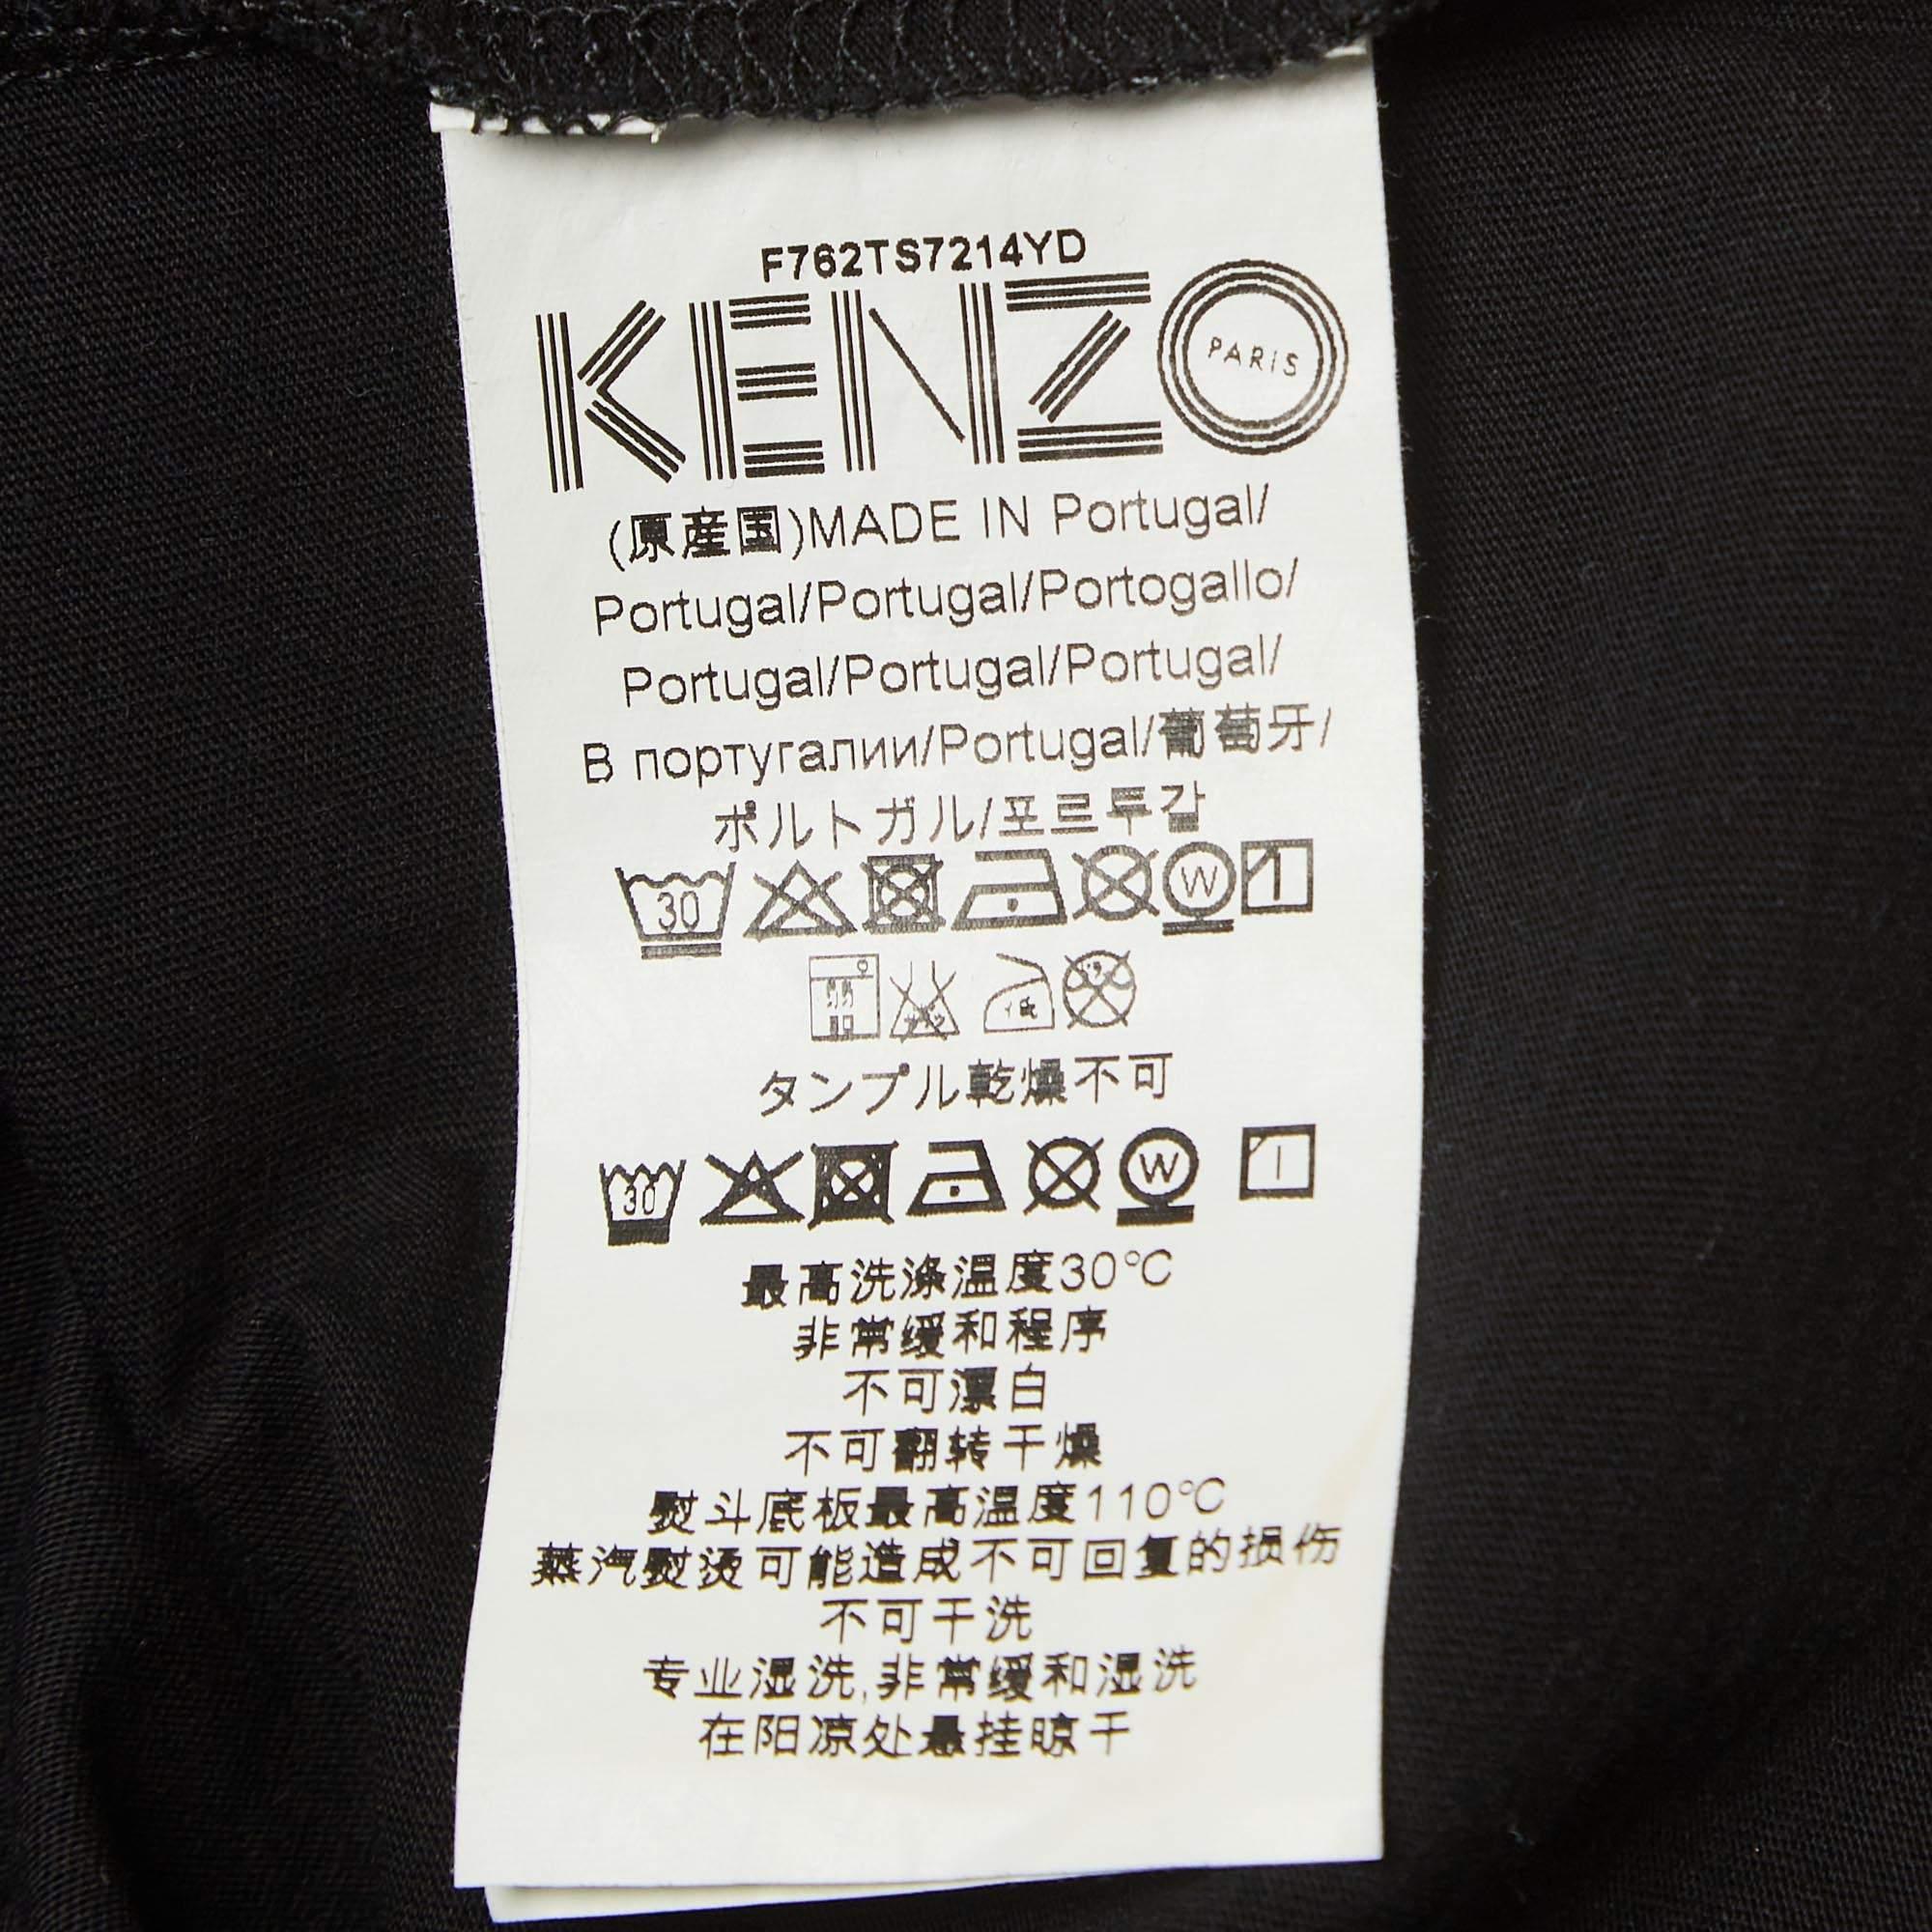 F762TS7214YD
KENZO
PARIS
(原産国)MADE IN Portugal/
Portugal/Portugal/Portogallo/
Portugal/Portugal/Portugal/
В португалии/Portugal/葡萄牙/
ポルトガル/포르투갈
30 W
タンプル乾燥不可
30 W
最高洗涤温度30°C
非常缓和程序
不可漂白
不可翻转干燥
熨斗底板最高温度110°C
蒸汽熨烫可能造成不可回复的损伤
不可干洗
专业湿洗,非常缓和湿洗
在阴凉处悬挂晾干